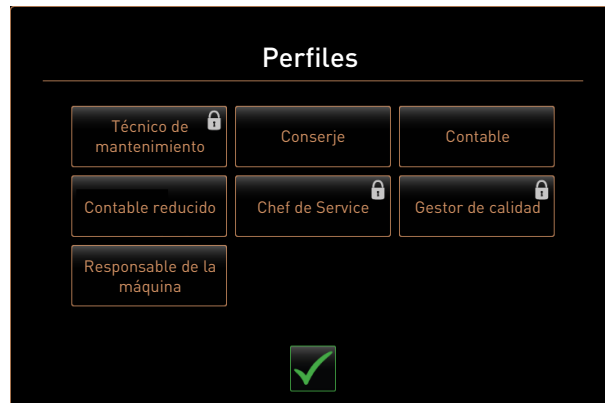 Perfiles
Técnico de
mantenimiento
Conserje
Contable
Contable reducido
Chef de Service
Gestor de calidad
Responsable de la
máquina